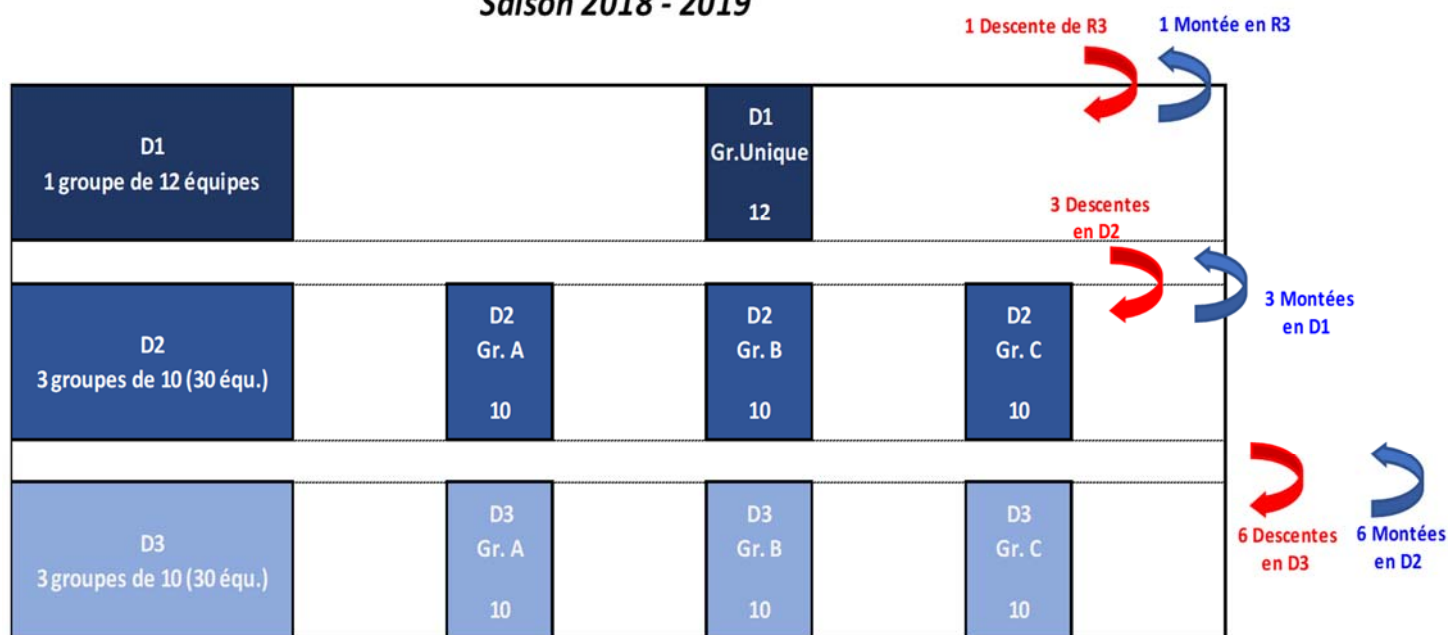 Saison 2018 - 2019
1 Descente de R3
1 Montée en R3
D1
1 groupe de 12 équipes
D1
Gr.Unique
12
3 Descentes
en D2
3 Montées
en D1
D2
3 groupes de 10 (30 équ.)
D2
Gr. A
10
D2
Gr. B
10
D2
Gr. C
10
6 Descentes
en D3
6 Montées
en D2
D3
3 groupes de 10 (30 équ.)
D3
Gr. A
10
D3
Gr. B
10
D3
Gr. C
10